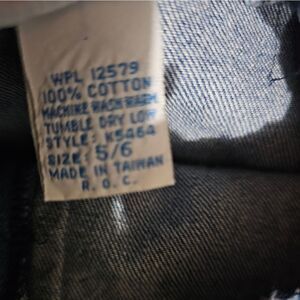 WPL 12579
100% COTTON
MACHINE WASH WARM
TUMBLE DRY LOW
STYLE: K5464
SIZE: 5/6
MADE IN TAIWAN
R. O. C.